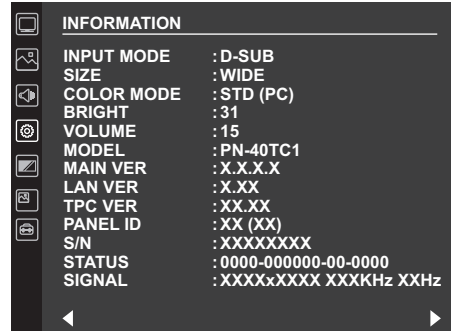 INFORMATION
INPUT MODE : D-SUB
SIZE : WIDE
COLOR MODE : STD (PC)
BRIGHT : 31
VOLUME : 15
MODEL : PN-40TC1
MAIN VER : X.X.X.X
LAN VER : X.XX
TPC VER : XX.XX
PANEL ID : XX (XX)
S/N : XXXXXXXX
STATUS : 0000-000000-00-0000
SIGNAL : XXXXxXXXX XXXKHz XXHz